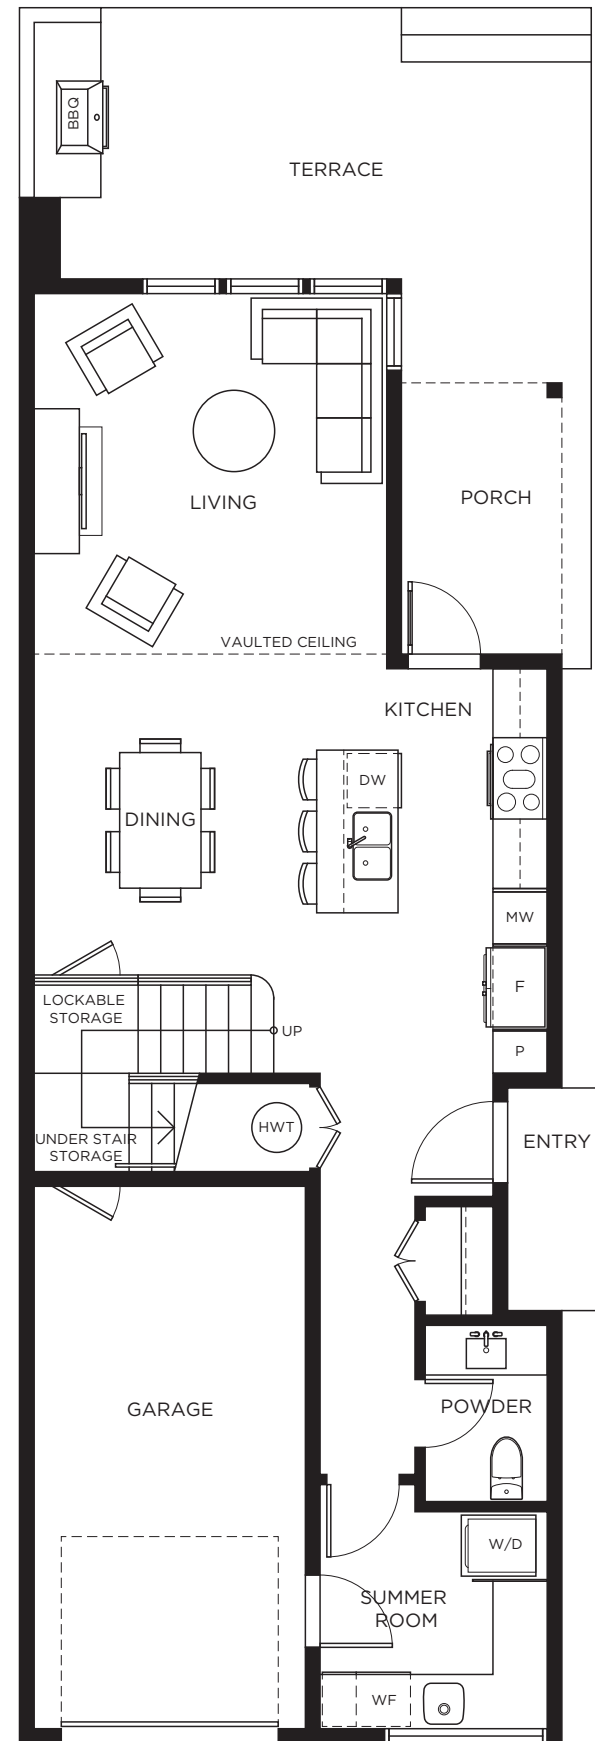 BBQ
TERRACE
LIVING
PORCH
VAULTED CEILING
KITCHEN
DW
DINING
MW
F
LOCKABLE
STORAGE
UP
P
HWT
UNDER STAIR
STORAGE
ENTRY
GARAGE
POWDER
W/D
SUMMER
ROOM
WF